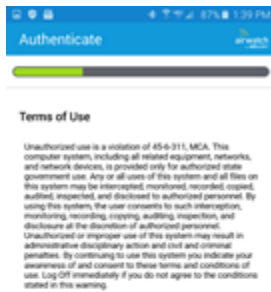 87% 1:39 PM
Authenticate
airwatch
Terms of Use
Unauthorized use is a violation of 45-6-311, MCA. This
computer system, including all related equipment, networks,
and network devices, is provided only for authorized state
government use. Any or all uses of this system and all files on
this system may be intercepted, monitored, recorded, copied,
audited, inspected, and disclosed to authorized personnel. By
using this system, the user consents to such interception,
monitoring, recording, copying, auditing, inspection, and
disclosure at the discretion of authorized personnel.
Unauthorized or improper use of this system may result in
administrative disciplinary action and civil and criminal
penalties. By continuing to use this system you indicate your
awareness of and consent to these terms and conditions of
use. Log Off immediately if you do not agree to the conditions
stated in this warning.